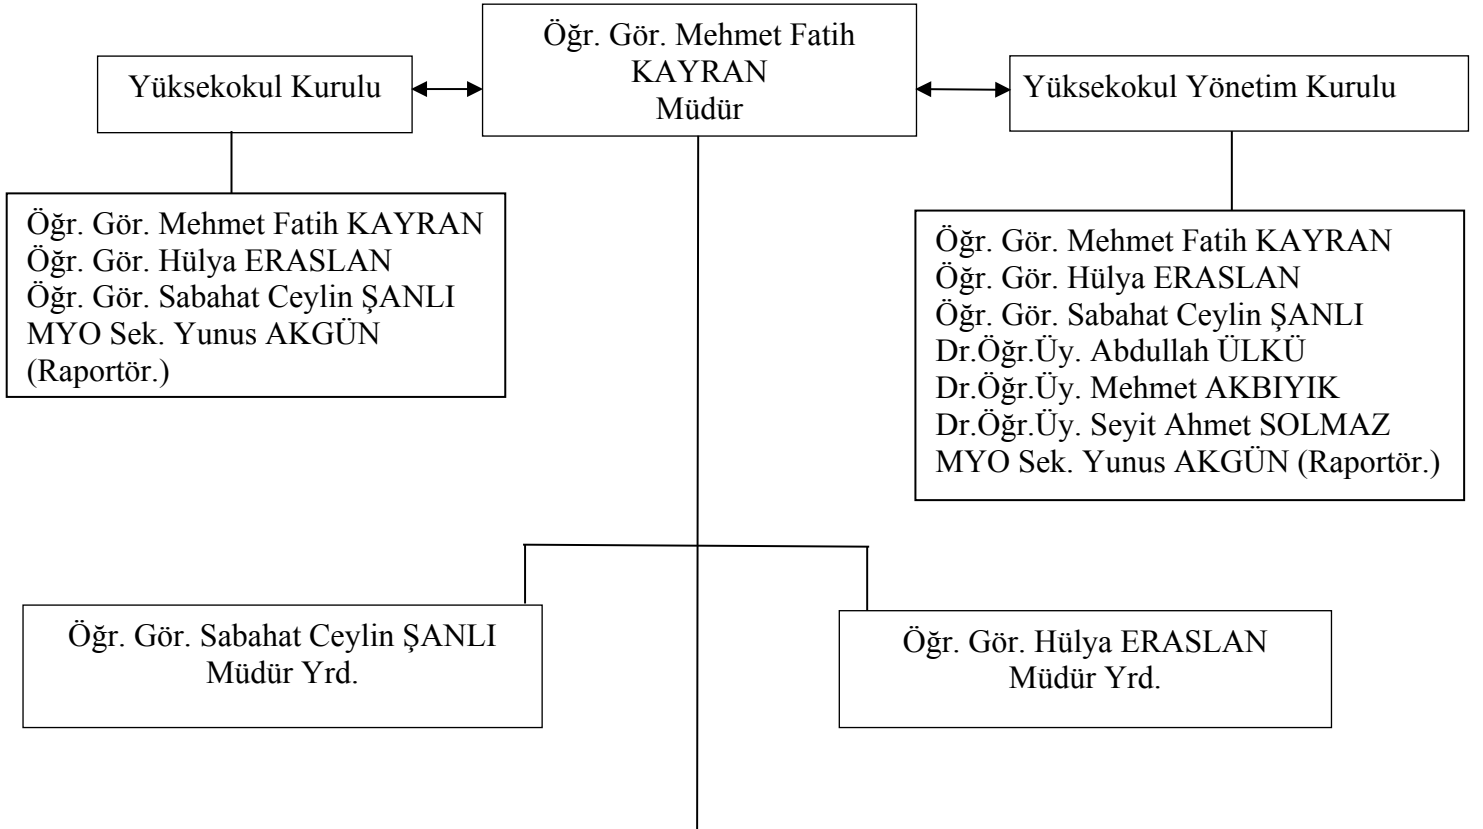 Öğr. Gör. Mehmet Fatih
KAYRAN
Müdür
Yüksekokul Kurulu
Yüksekokul Yönetim Kurulu
Öğr. Gör. Mehmet Fatih KAYRAN
Öğr. Gör. Hülya ERASLAN
Öğr. Gör. Sabahat Ceylin ŞANLI
MYO Sek. Yunus AKGÜN
(Raportör.)
Öğr. Gör. Mehmet Fatih KAYRAN
Öğr. Gör. Hülya ERASLAN
Öğr. Gör. Sabahat Ceylin ŞANLI
Dr.Öğr.Üy. Abdullah ÜLKÜ
Dr.Öğr.Üy. Mehmet AKBIYIK
Dr.Öğr.Üy. Seyit Ahmet SOLMAZ
MYO Sek. Yunus AKGÜN (Raportör.)
Öğr. Gör. Sabahat Ceylin ŞANLI
Müdür Yrd.
Öğr. Gör. Hülya ERASLAN
Müdür Yrd.